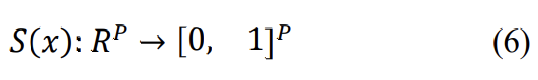 S(x): R^P → [0, 1]^P (6)